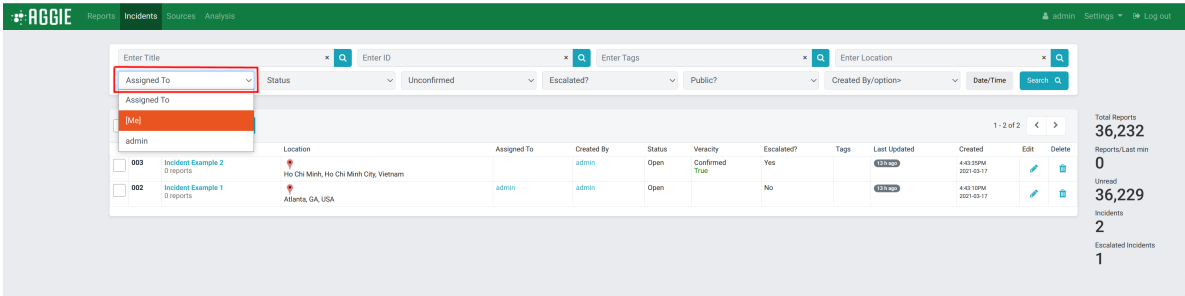 AGGIE Reports Incidents Sources Analysis admin Settings Log out
Enter Title × Enter ID × Enter Tags × Enter Location ×
Assigned To Status Unconfirmed Escalated? Public? Created By/option> Date/Time Search
Assigned To
[Me]
admin
1 - 2 of 2
Location Assigned To Created By Status Veracity Escalated? Tags Last Updated Created Edit Delete
003 Incident Example 2 admin Open Confirmed Yes 12 h ago 4:43:35PM
0 reports True 2021-03-17
Ho Chi Minh, Ho Chi Minh City, Vietnam
002 Incident Example 1 admin admin Open No 12 h ago 4:43:10PM
0 reports 2021-03-17
Atlanta, GA, USA
Total Reports
36,232
Reports/Last min
0
Unread
36,229
Incidents
2
Escalated Incidents
1